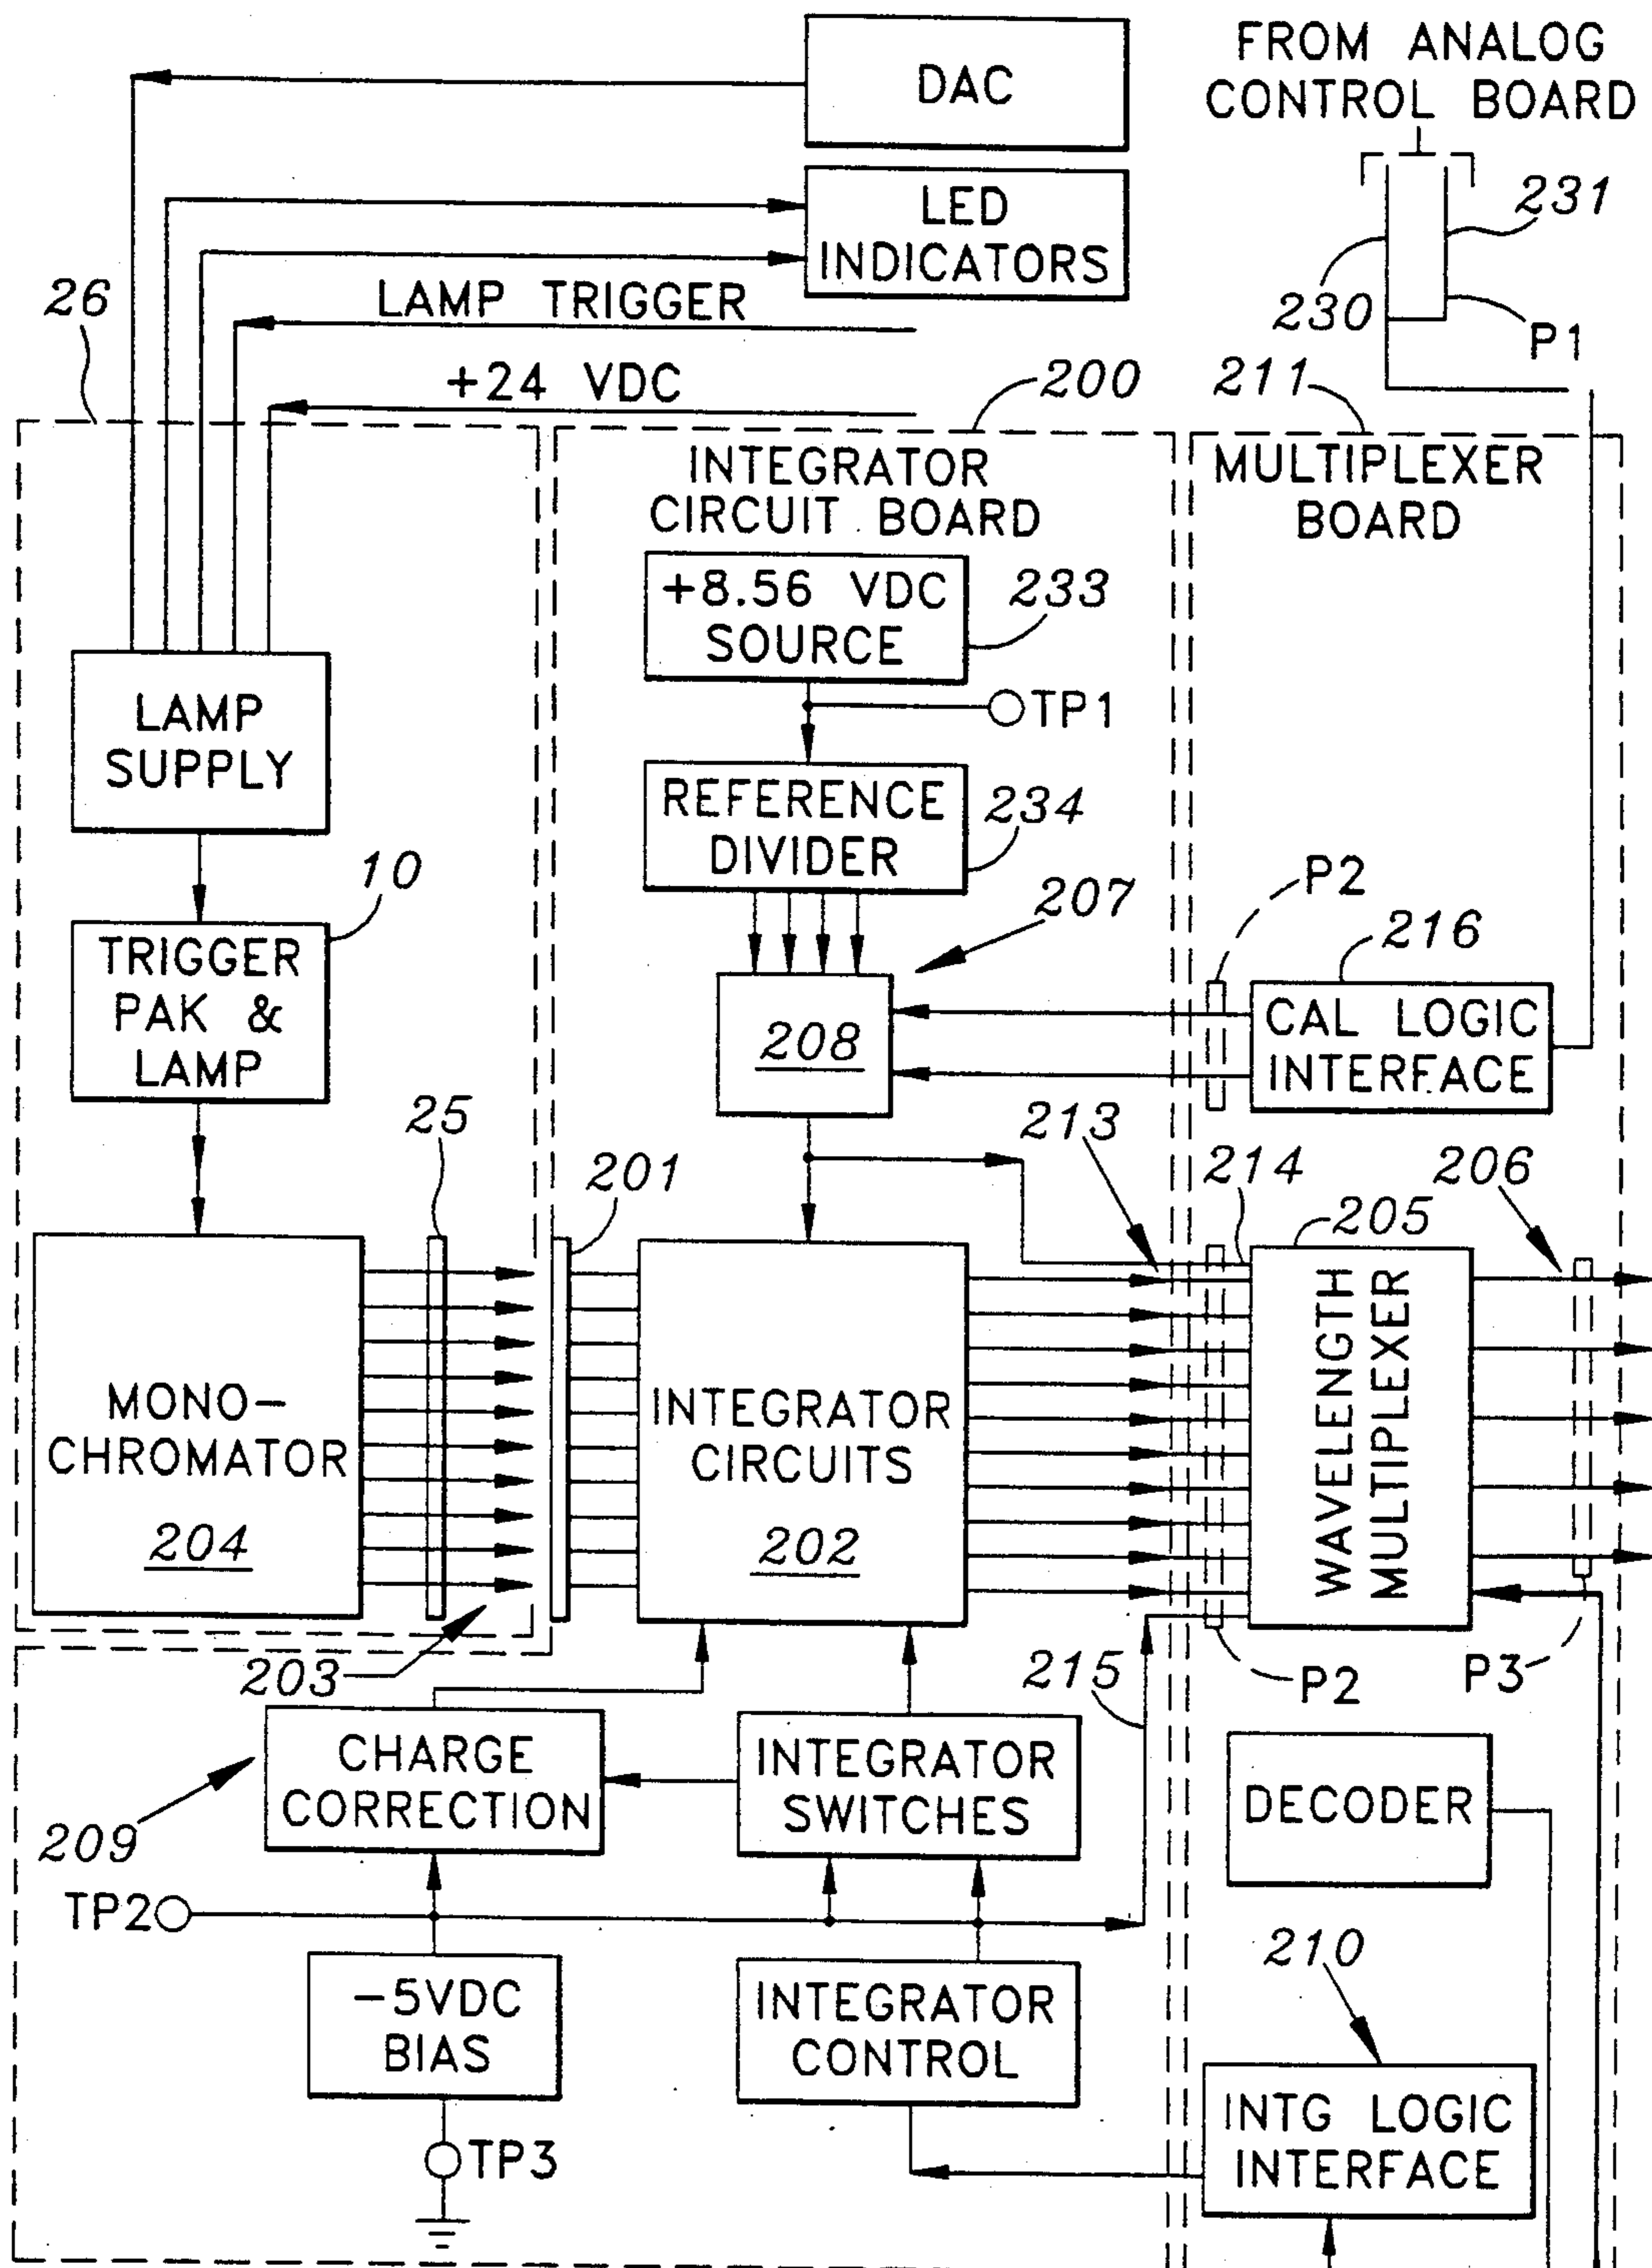 DAC
FROM ANALOG
CONTROL BOARD
LED
INDICATORS
231
230
P1
26
LAMP TRIGGER
+24 VDC
200
211
INTEGRATOR
CIRCUIT BOARD
MULTIPLEXER
BOARD
+8.56 VDC
SOURCE
233
TP1
LAMP
SUPPLY
REFERENCE
DIVIDER
234
10
207
P2
216
TRIGGER
PAK &
LAMP
208
CAL LOGIC
INTERFACE
25
201
213
214
205
206
MONO-
CHROMATOR
204
INTEGRATOR
CIRCUITS
202
WAVELENGTH
MULTIPLEXER
203
215
P2
P3
CHARGE
CORRECTION
209
INTEGRATOR
SWITCHES
DECODER
TP2
210
-5VDC
BIAS
INTEGRATOR
CONTROL
INTG LOGIC
INTERFACE
TP3